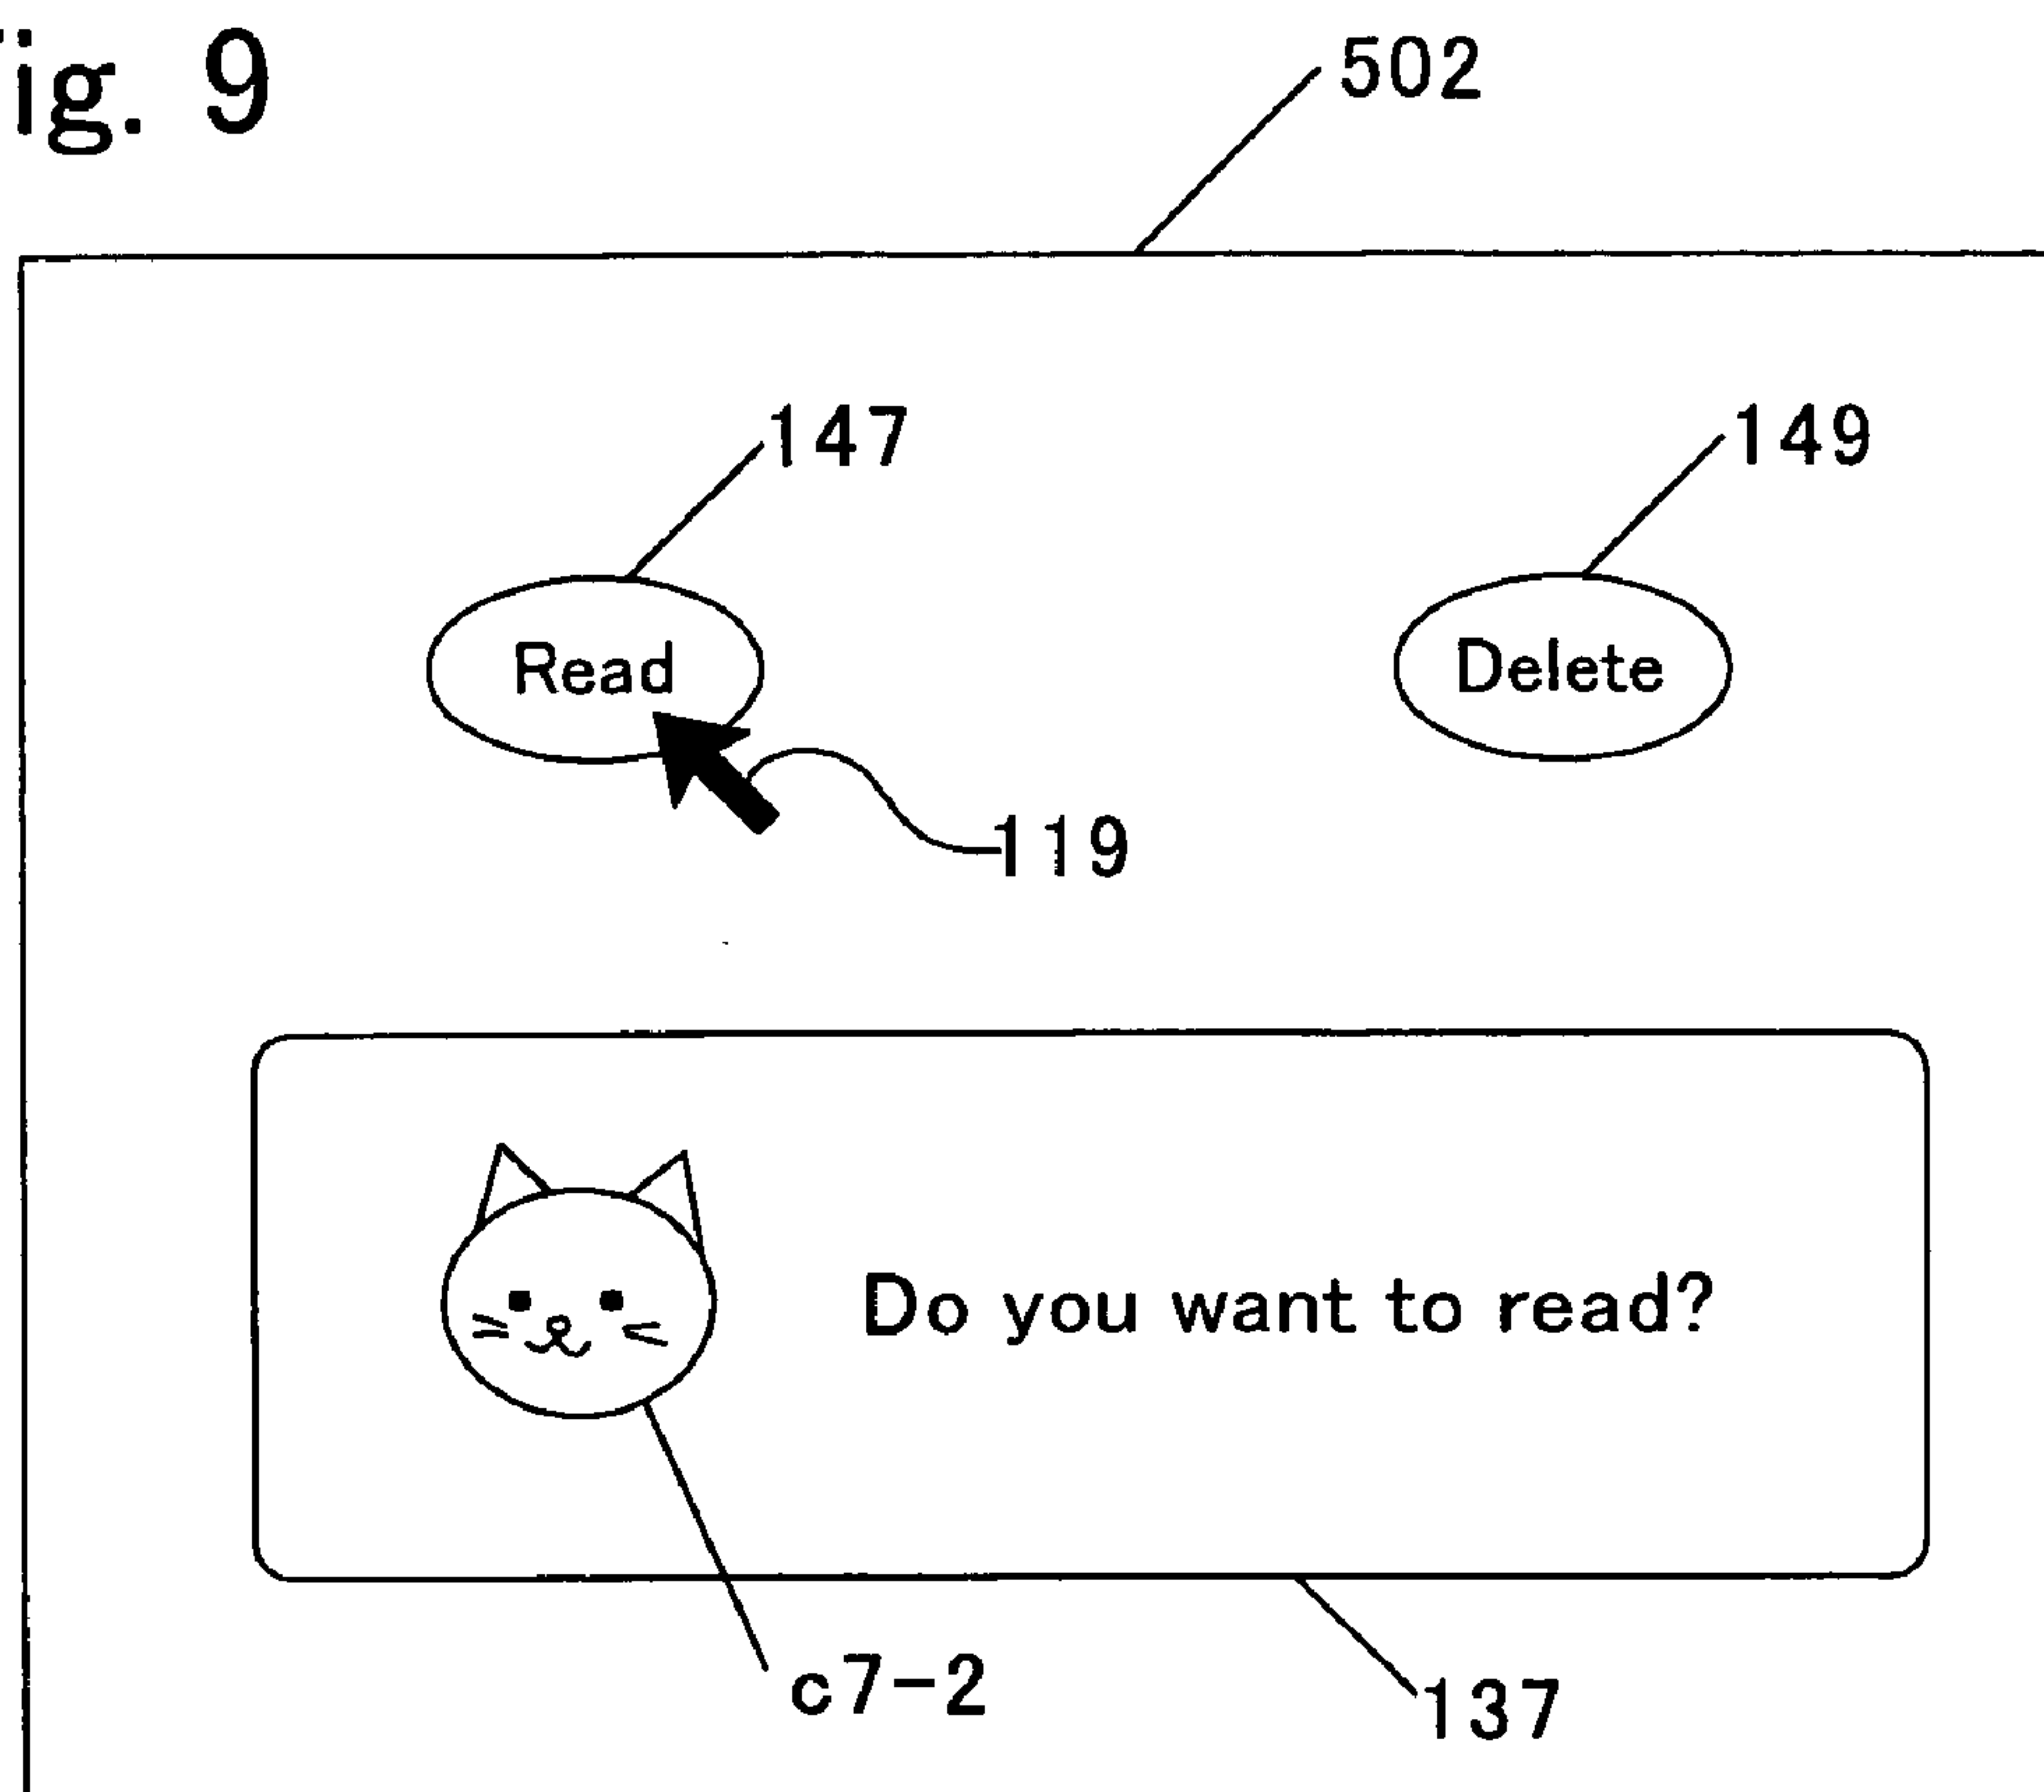 ig. 9
502
147
149
Read
Delete
119
Do you want to read?
c7-2
137